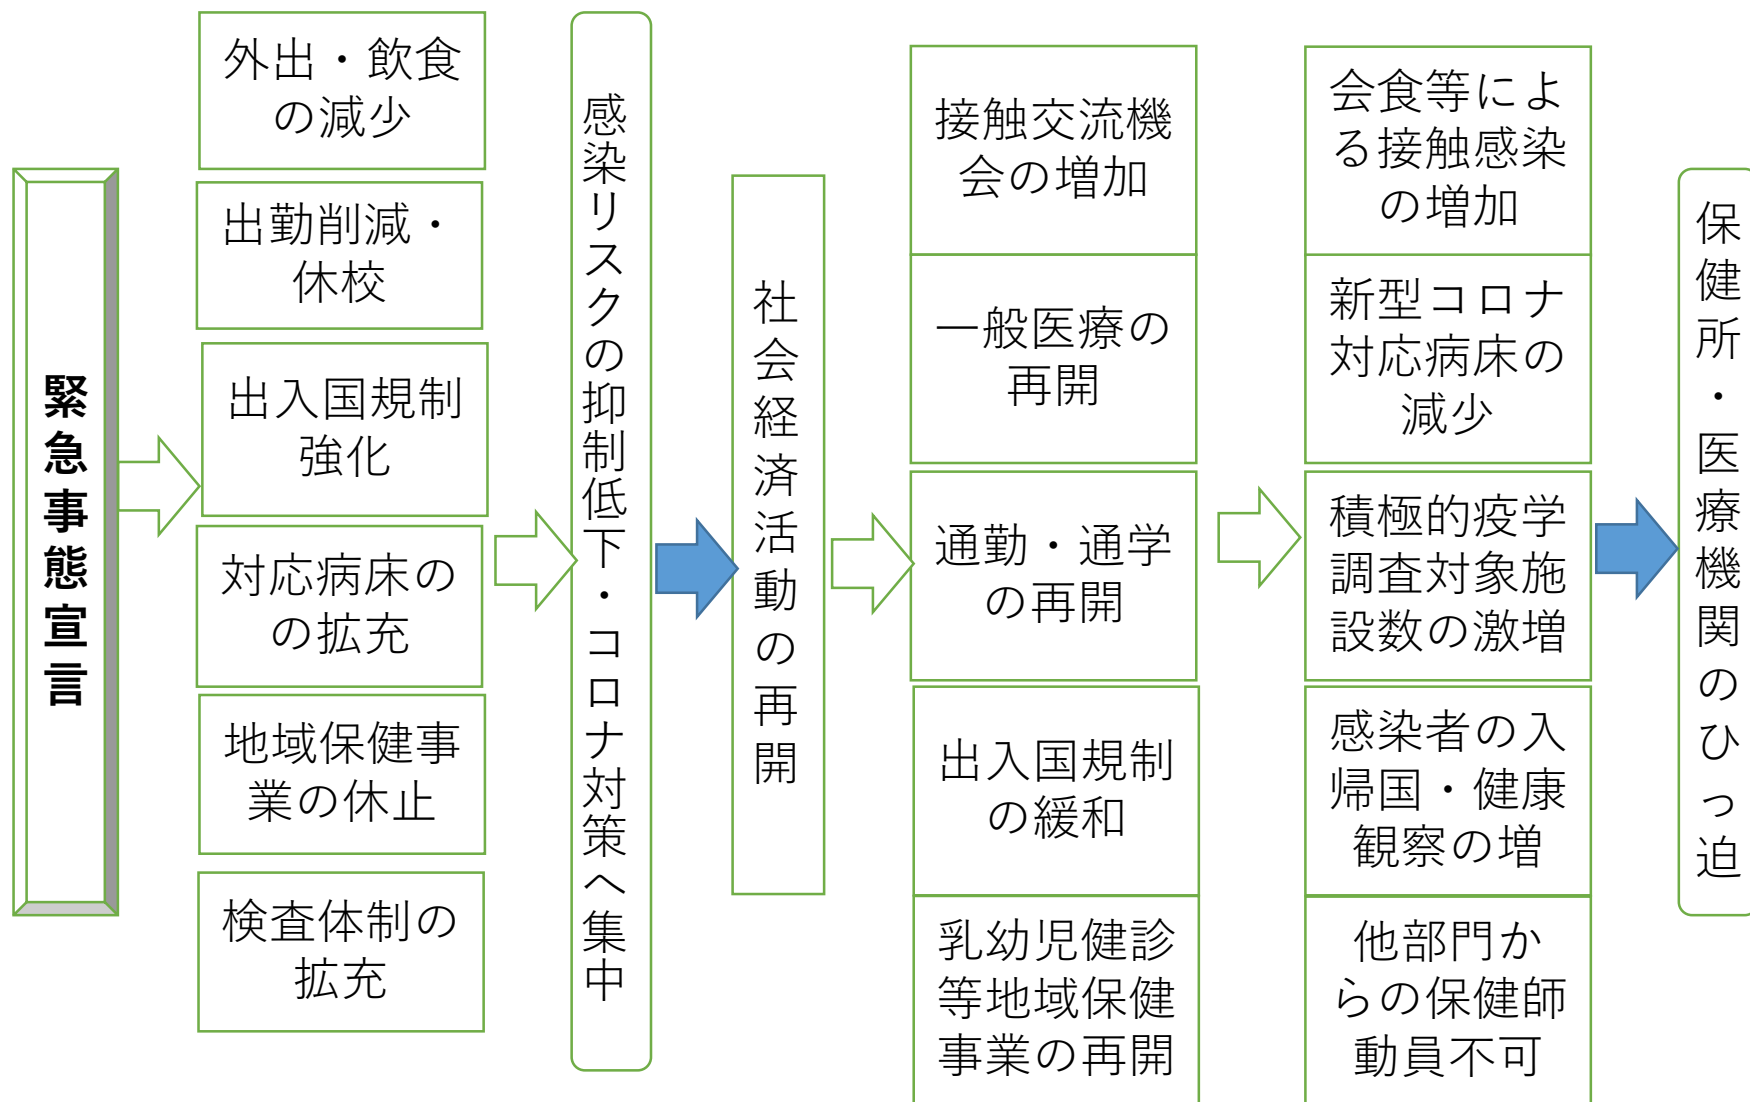 緊急事態宣言
外出・飲食
の減少
出勤削減・
休校
出入国規制
強化
対応病床の
の拡充
地域保健事
業の休止
検査体制の
拡充
感染リスクの抑制低下・コロナ対策へ集中
社会経済活動の再開
接触交流機
会の増加
一般医療の
再開
通勤・通学
の再開
出入国規制
の緩和
乳幼児健診
等地域保健
事業の再開
会食等によ
る接触感染
の増加
新型コロナ
対応病床の
減少
積極的疫学
調査対象施
設数の激増
感染者の入
帰国・健康
観察の増
他部門か
らの保健師
動員不可
保健所・医療機関のひっ迫